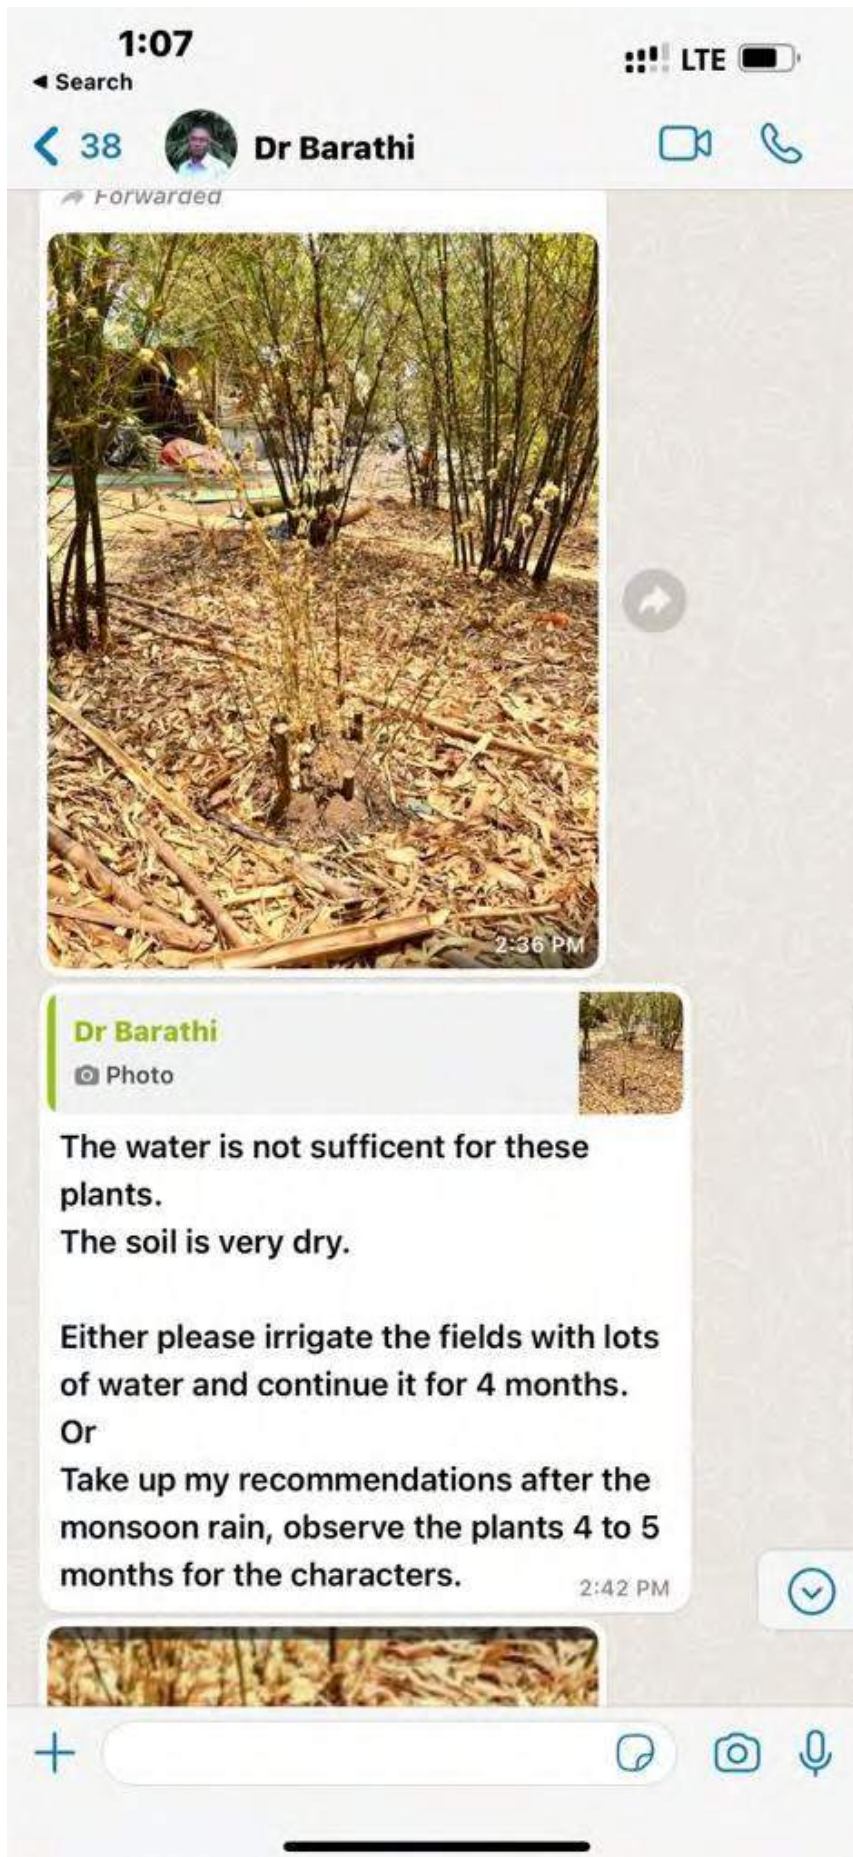 1:07
LTE
Search
38
Dr Barathi
Forwarded
2:36 PM
Dr Barathi
Photo
The water is not sufficent for these
plants.
The soil is very dry.
Either please irrigate the fields with lots
of water and continue it for 4 months.
Or
Take up my recommendations after the
monsoon rain, observe the plants 4 to 5
months for the characters.
2:42 PM